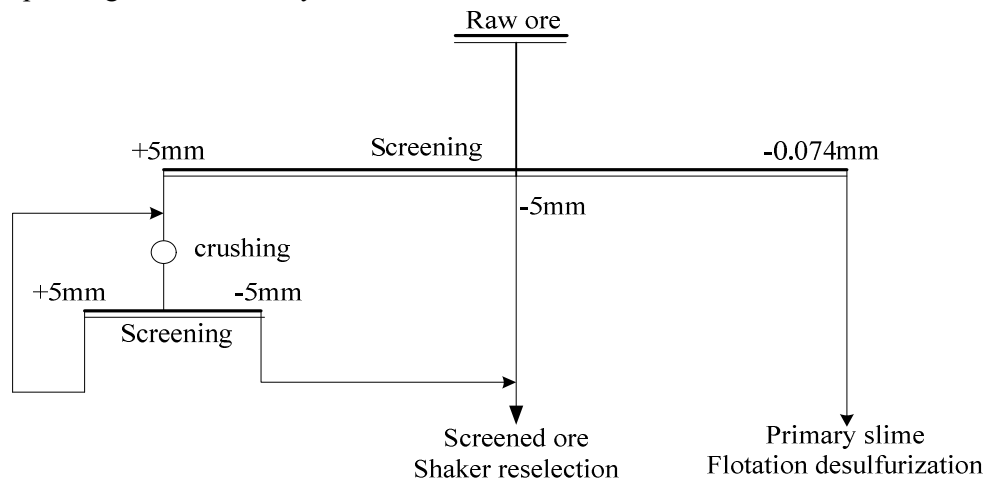 Raw ore
+5mm
Screening
-0.074mm
-5mm
crushing
+5mm
-5mm
Screening
Screened ore
Shaker reselection
Primary slime
Flotation desulfurization